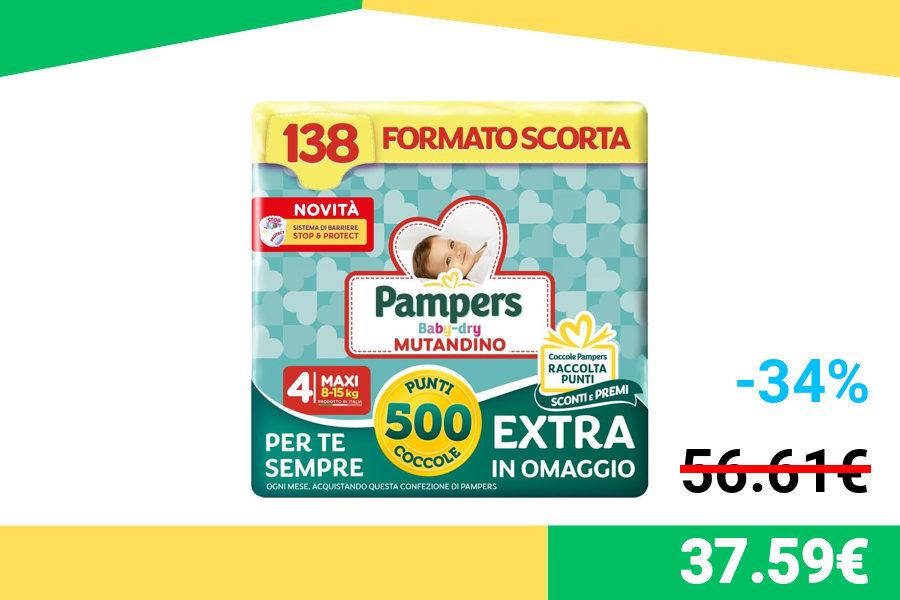 138
FORMATO SCORTA
NOVITÀ
STOP & PROTECT
SISTEMA DI BARRIERE
STOP & PROTECT
Pampers
Baby-dry
MUTANDINO
Coccole Pampers
RACCOLTA
PUNTI
SCONTI E PREMI
4
MAXI
8-15 kg
PRODOTTO IN ITALIA
PUNTI
500
COCCOLE
PER TE
SEMPRE
EXTRA
IN OMAGGIO
OGNI MESE, ACQUISTANDO QUESTA CONFEZIONE DI PAMPERS
-34%
56.61€
37.59€